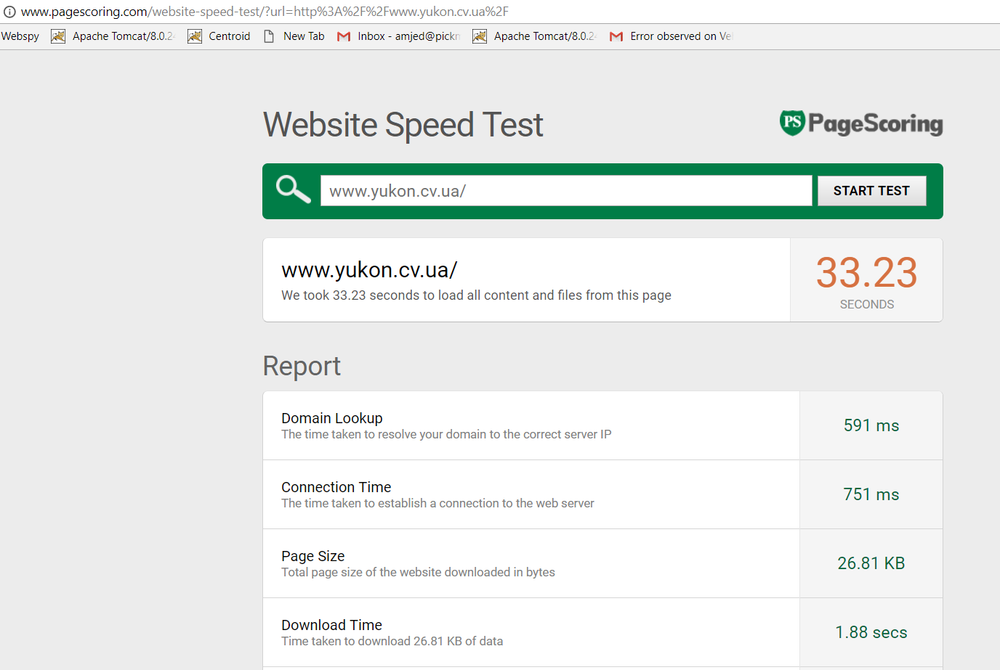 www.pagescoring.com/website-speed-test/?url=http%3A%2F%2Fwww.yukon.cv.ua%2F
Webspy Apache Tomcat/8.0.2 Centroid New Tab Inbox - amjed@pickn Apache Tomcat/8.0.2 Error observed on Ve
Website Speed Test
PS PageScoring
www.yukon.cv.ua/ START TEST
www.yukon.cv.ua/
We took 33.23 seconds to load all content and files from this page
33.23
SECONDS
Report
Domain Lookup
The time taken to resolve your domain to the correct server IP
591 ms
Connection Time
The time taken to establish a connection to the web server
751 ms
Page Size
Total page size of the website downloaded in bytes
26.81 KB
Download Time
Time taken to download 26.81 KB of data
1.88 secs